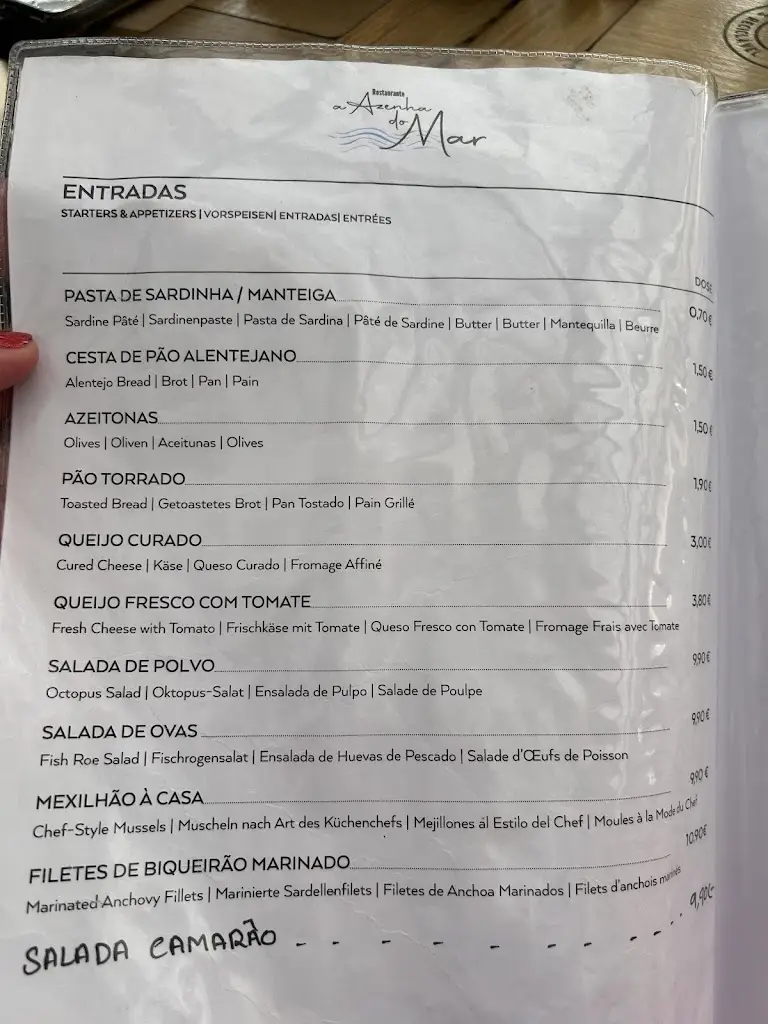 Restaurante
a Azenha
do Mar
ENTRADAS
STARTERS & APPETIZERS | VORSPEISEN| ENTRADAS| ENTRÉES
DOSE
PASTA DE SARDINHA / MANTEIGA 0,70€
Sardine Pâté | Sardinenpaste | Pasta de Sardina | Pâté de Sardine | Butter | Butter | Mantequilla | Beurre
CESTA DE PÃO ALENTEJANO 1,50€
Alentejo Bread | Brot | Pan | Pain
AZEITONAS 1,50€
Olives | Oliven | Aceitunas | Olives
PÃO TORRADO 1,90€
Toasted Bread | Getoastetes Brot | Pan Tostado | Pain Grillé
QUEIJO CURADO 3,00€
Cured Cheese | Käse | Queso Curado | Fromage Affiné
QUEIJO FRESCO COM TOMATE 3,80€
Fresh Cheese with Tomato | Frischkäse mit Tomate | Queso Fresco con Tomate | Fromage Frais avec Tomate
SALADA DE POLVO 9,90€
Octopus Salad | Oktopus-Salat | Ensalada de Pulpo | Salade de Poulpe
SALADA DE OVAS 9,90€
Fish Roe Salad | Fischrogensalat | Ensalada de Huevas de Pescado | Salade d'Œufs de Poisson
MEXILHÃO À CASA 9,90€
Chef-Style Mussels | Muscheln nach Art des Küchenchefs | Mejillones al Estilo del Chef | Moules à la Mode du Chef
FILETES DE BIQUEIRÃO MARINADO 10,90€
Marinated Anchovy Fillets | Marinierte Sardellenfilets | Filetes de Anchoa Marinados | Filets d'anchois marinés
SALADA CAMARÃO - - - - - - - - 9,90€